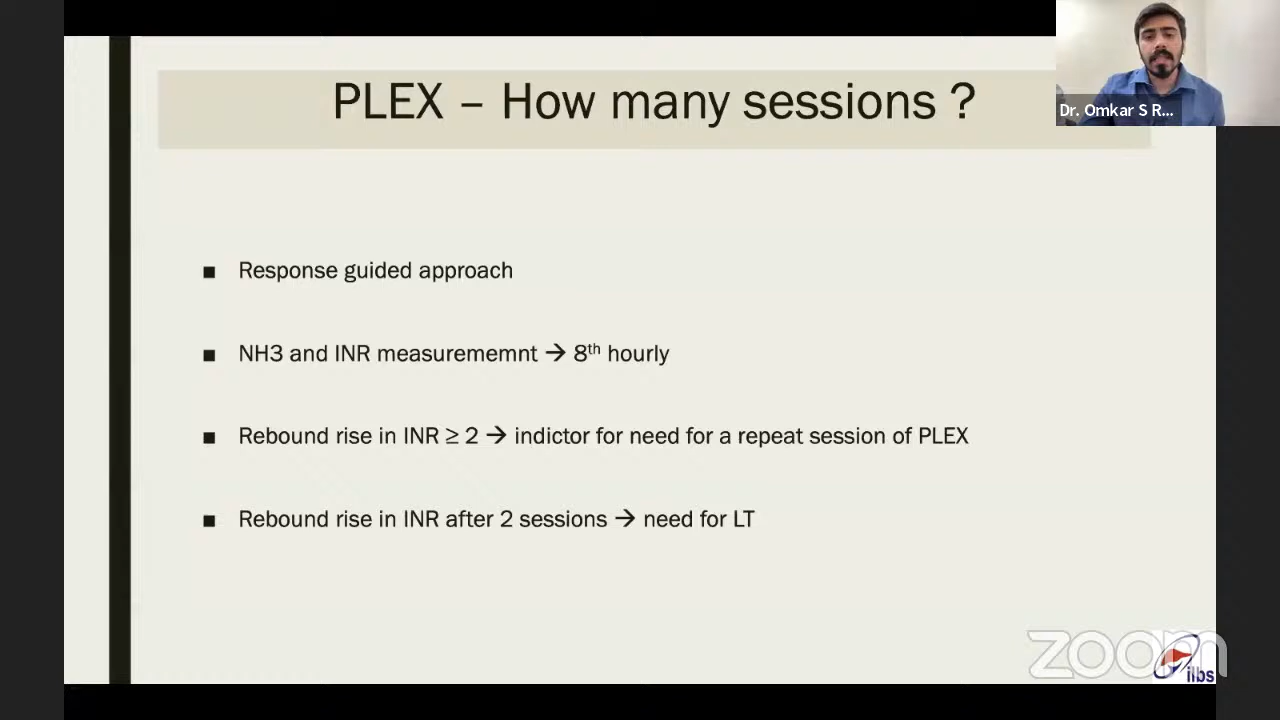 PLEX – How many sessions ?
Dr. Omkar S R...
■ Response guided approach
■ NH3 and INR measurememnt → 8th hourly
■ Rebound rise in INR ≥ 2 → indictor for need for a repeat session of PLEX
■ Rebound rise in INR after 2 sessions → need for LT
zoom
ilbs